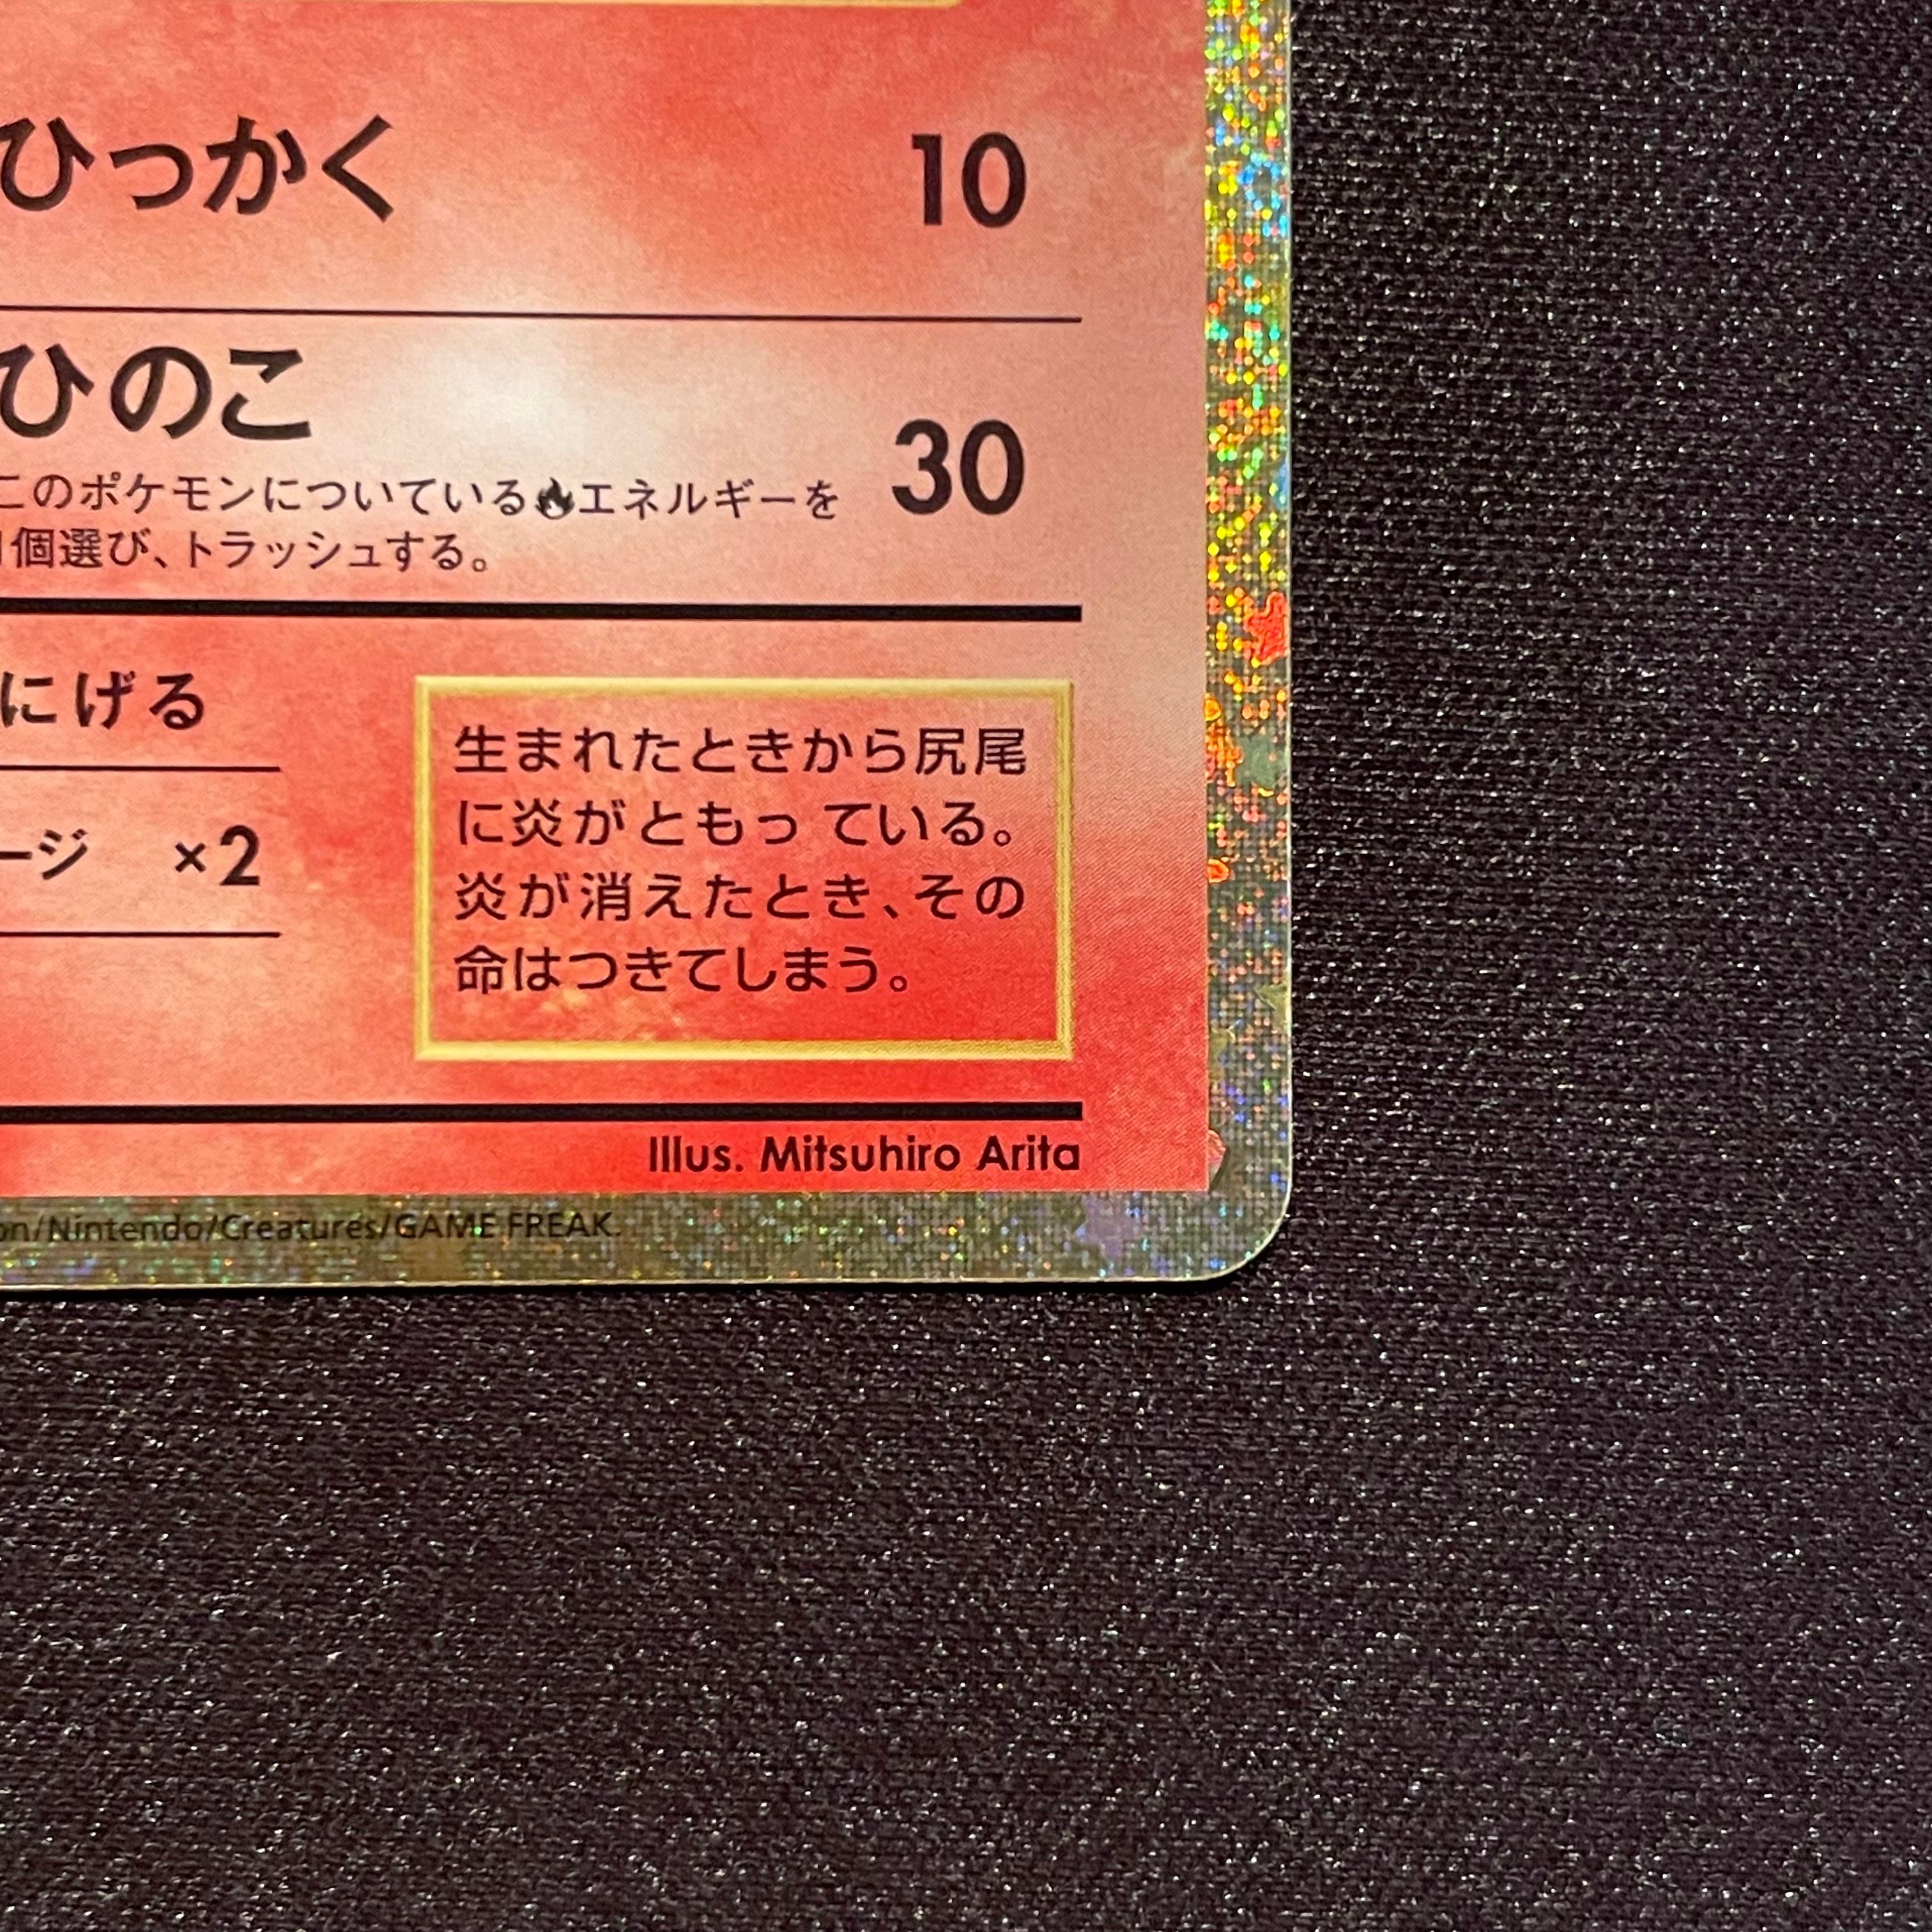 ひっかく 10
ひのこ 30
このポケモンについているエネルギーを
1個選び、トラッシュする。
にげる
ージ ×2
生まれたときから尻尾
に炎がともっ ている。
炎が消えたとき、その
命はつきてしまう。
Illus. Mitsuhiro Arita
on/Nintendo/Creatures/GAME FREAK.